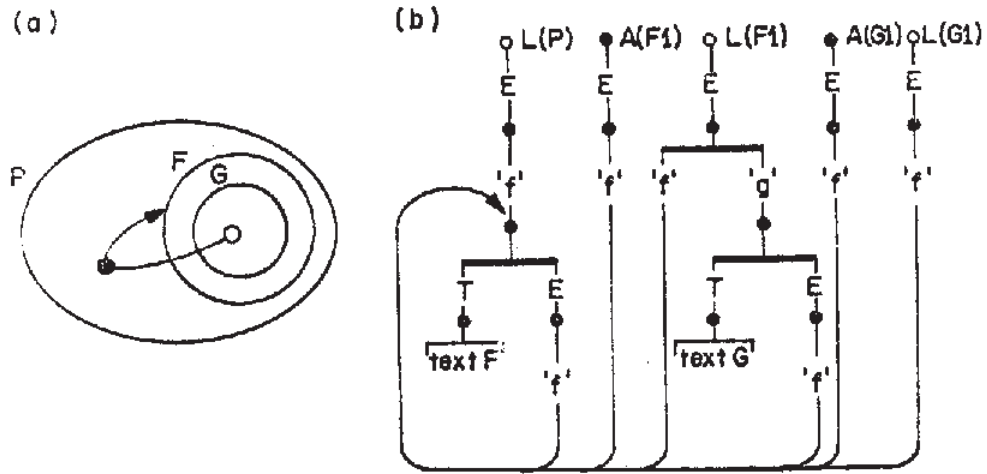 (a)
(b)
L(P) A(F1) L(F1) A(G1) L(G1)
E E E E E
P F G
'f' 'f' 'f' 'g' 'f' 'f'
T E T E
'text F' 'text G'
'f' 'f'